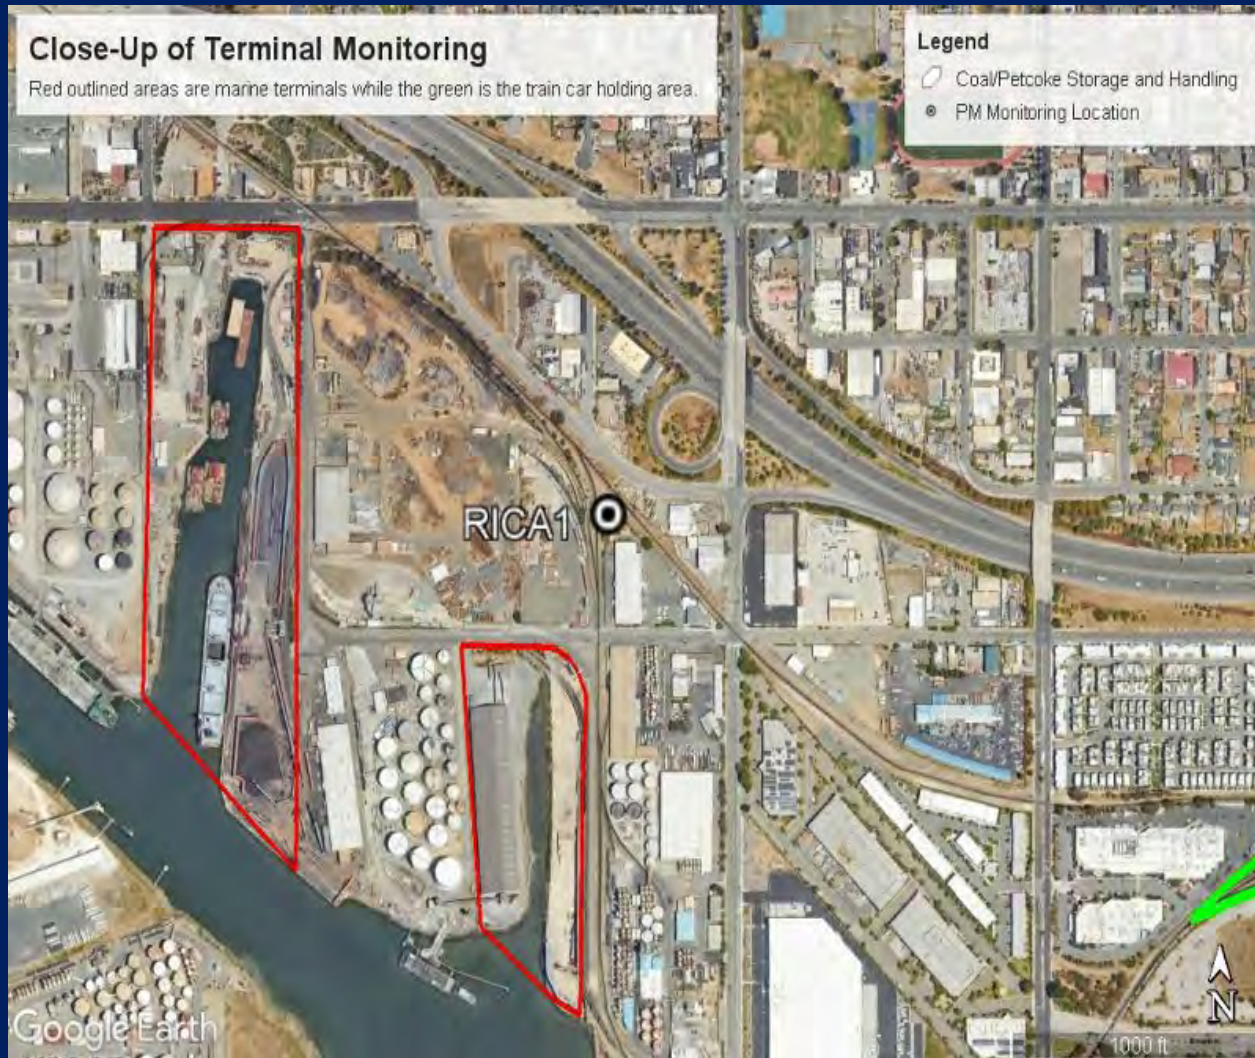 Close-Up of Terminal Monitoring
Red outlined areas are marine terminals while the green is the train car holding area.
Legend
Coal/Petcoke Storage and Handling
PM Monitoring Location
RICA1
N
Google Earth
1000 ft